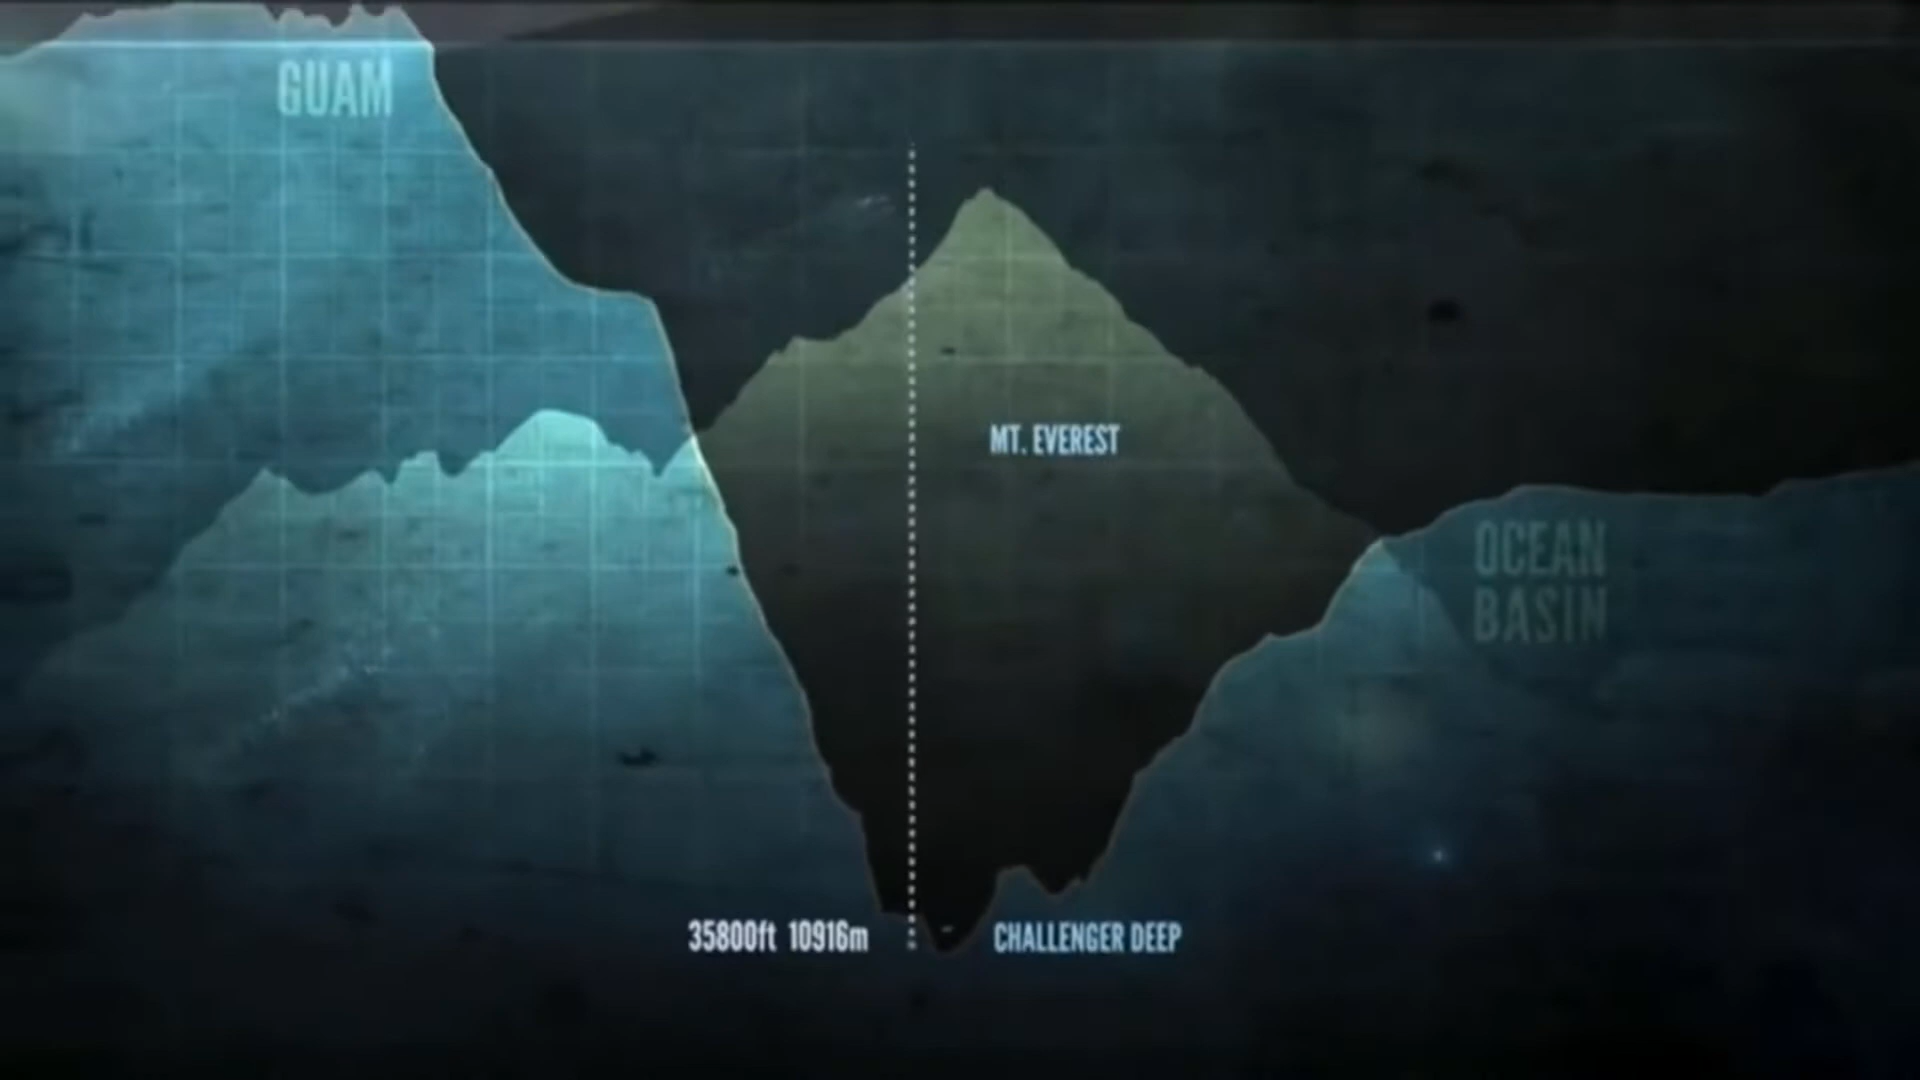 GUAM
MT. EVEREST
OCEAN
BASIN
35800ft 10916m
CHALLENGER DEEP